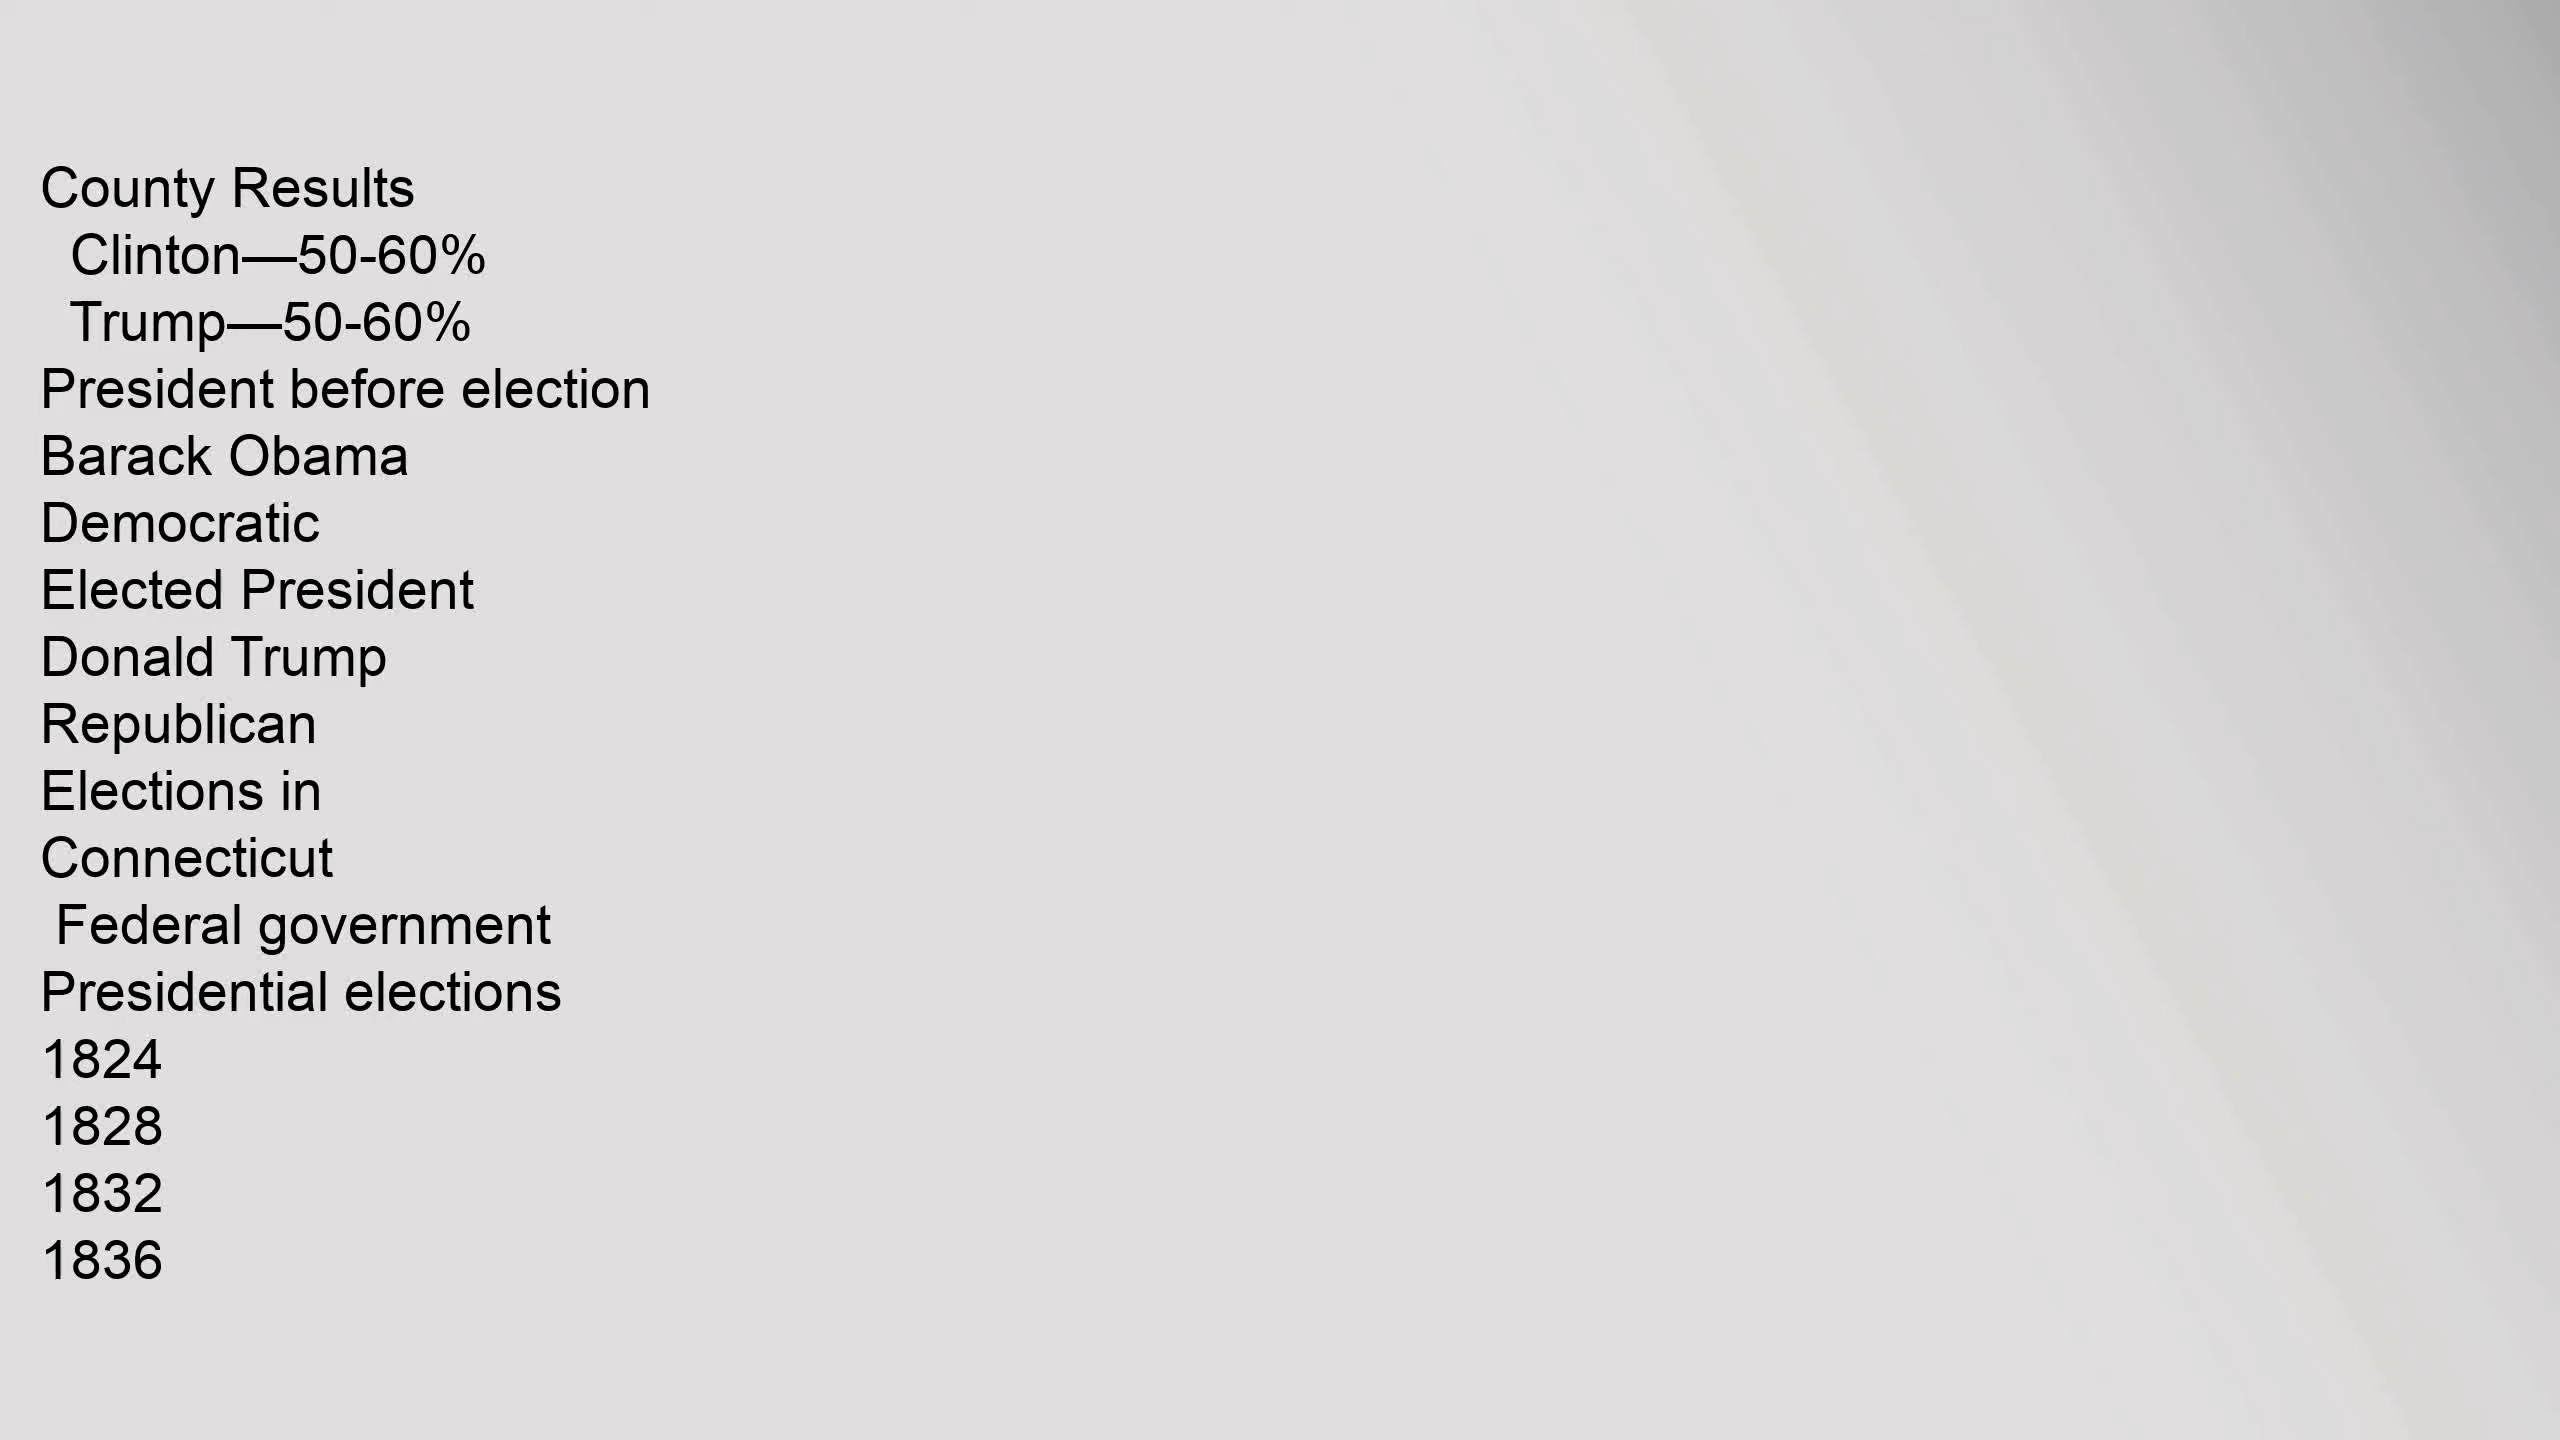 County Results
Clinton—50-60%
Trump—50-60%
President before election
Barack Obama
Democratic
Elected President
Donald Trump
Republican
Elections in
Connecticut
Federal government
Presidential elections
1824
1828
1832
1836